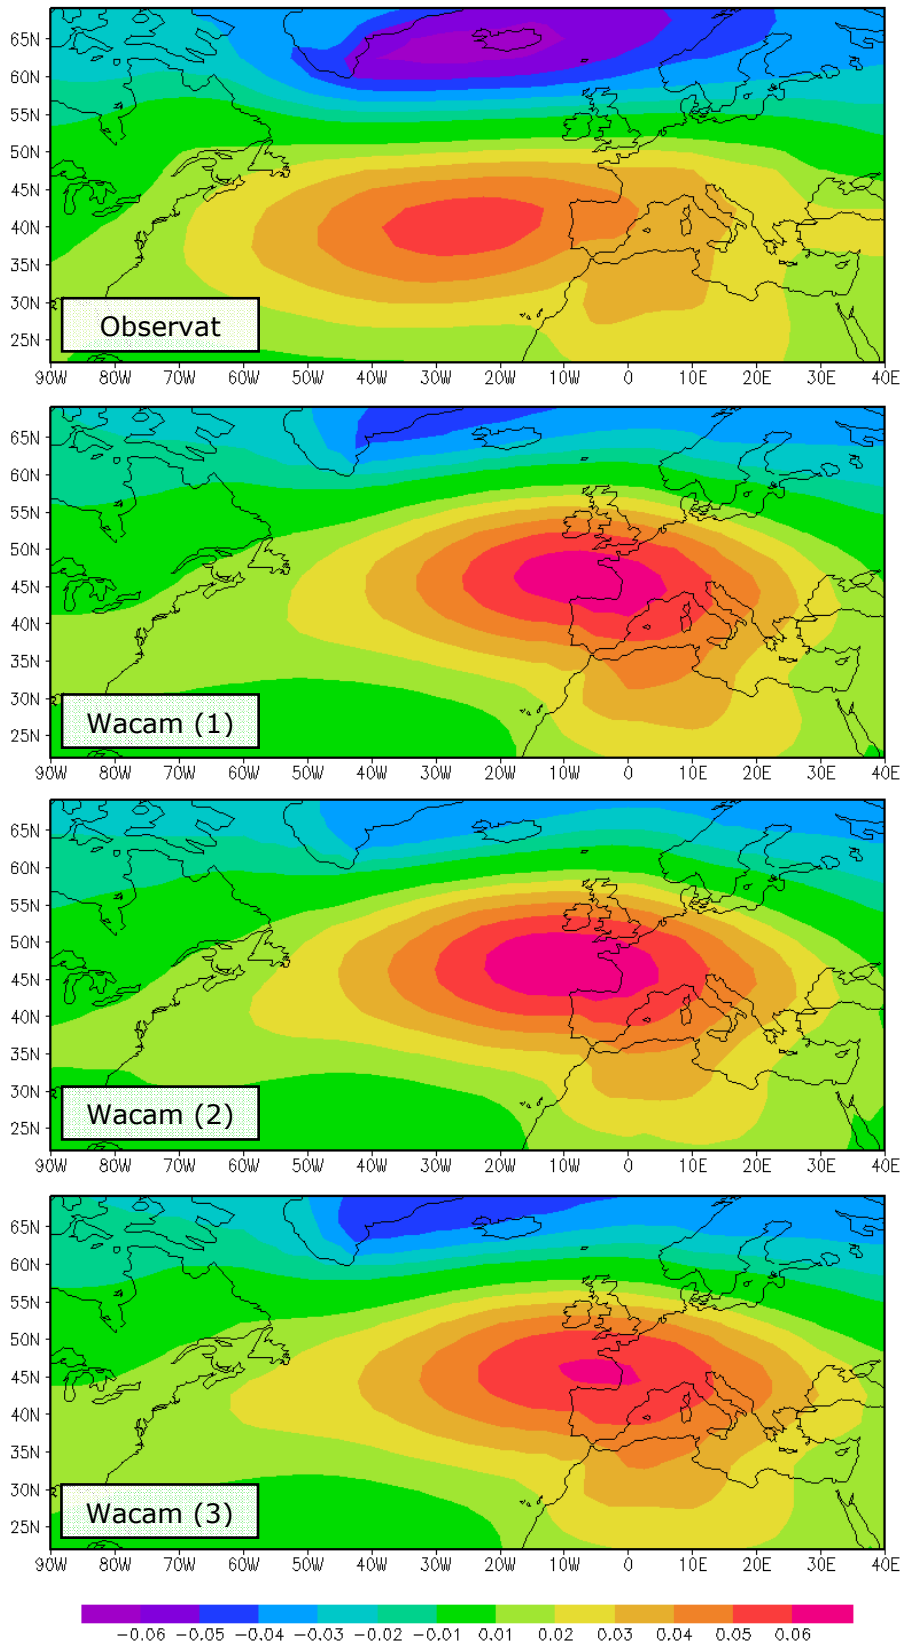 65N
60N
55N
50N
45N
40N
35N
30N
25N
Observat
90W 80W 70W 60W 50W 40W 30W 20W 10W 0 10E 20E 30E 40E
65N
60N
55N
50N
45N
40N
35N
30N
25N
Wacam (1)
90W 80W 70W 60W 50W 40W 30W 20W 10W 0 10E 20E 30E 40E
65N
60N
55N
50N
45N
40N
35N
30N
25N
Wacam (2)
90W 80W 70W 60W 50W 40W 30W 20W 10W 0 10E 20E 30E 40E
65N
60N
55N
50N
45N
40N
35N
30N
25N
Wacam (3)
90W 80W 70W 60W 50W 40W 30W 20W 10W 0 10E 20E 30E 40E
−0.06 −0.05 −0.04 −0.03 −0.02 −0.01 0.01 0.02 0.03 0.04 0.05 0.06